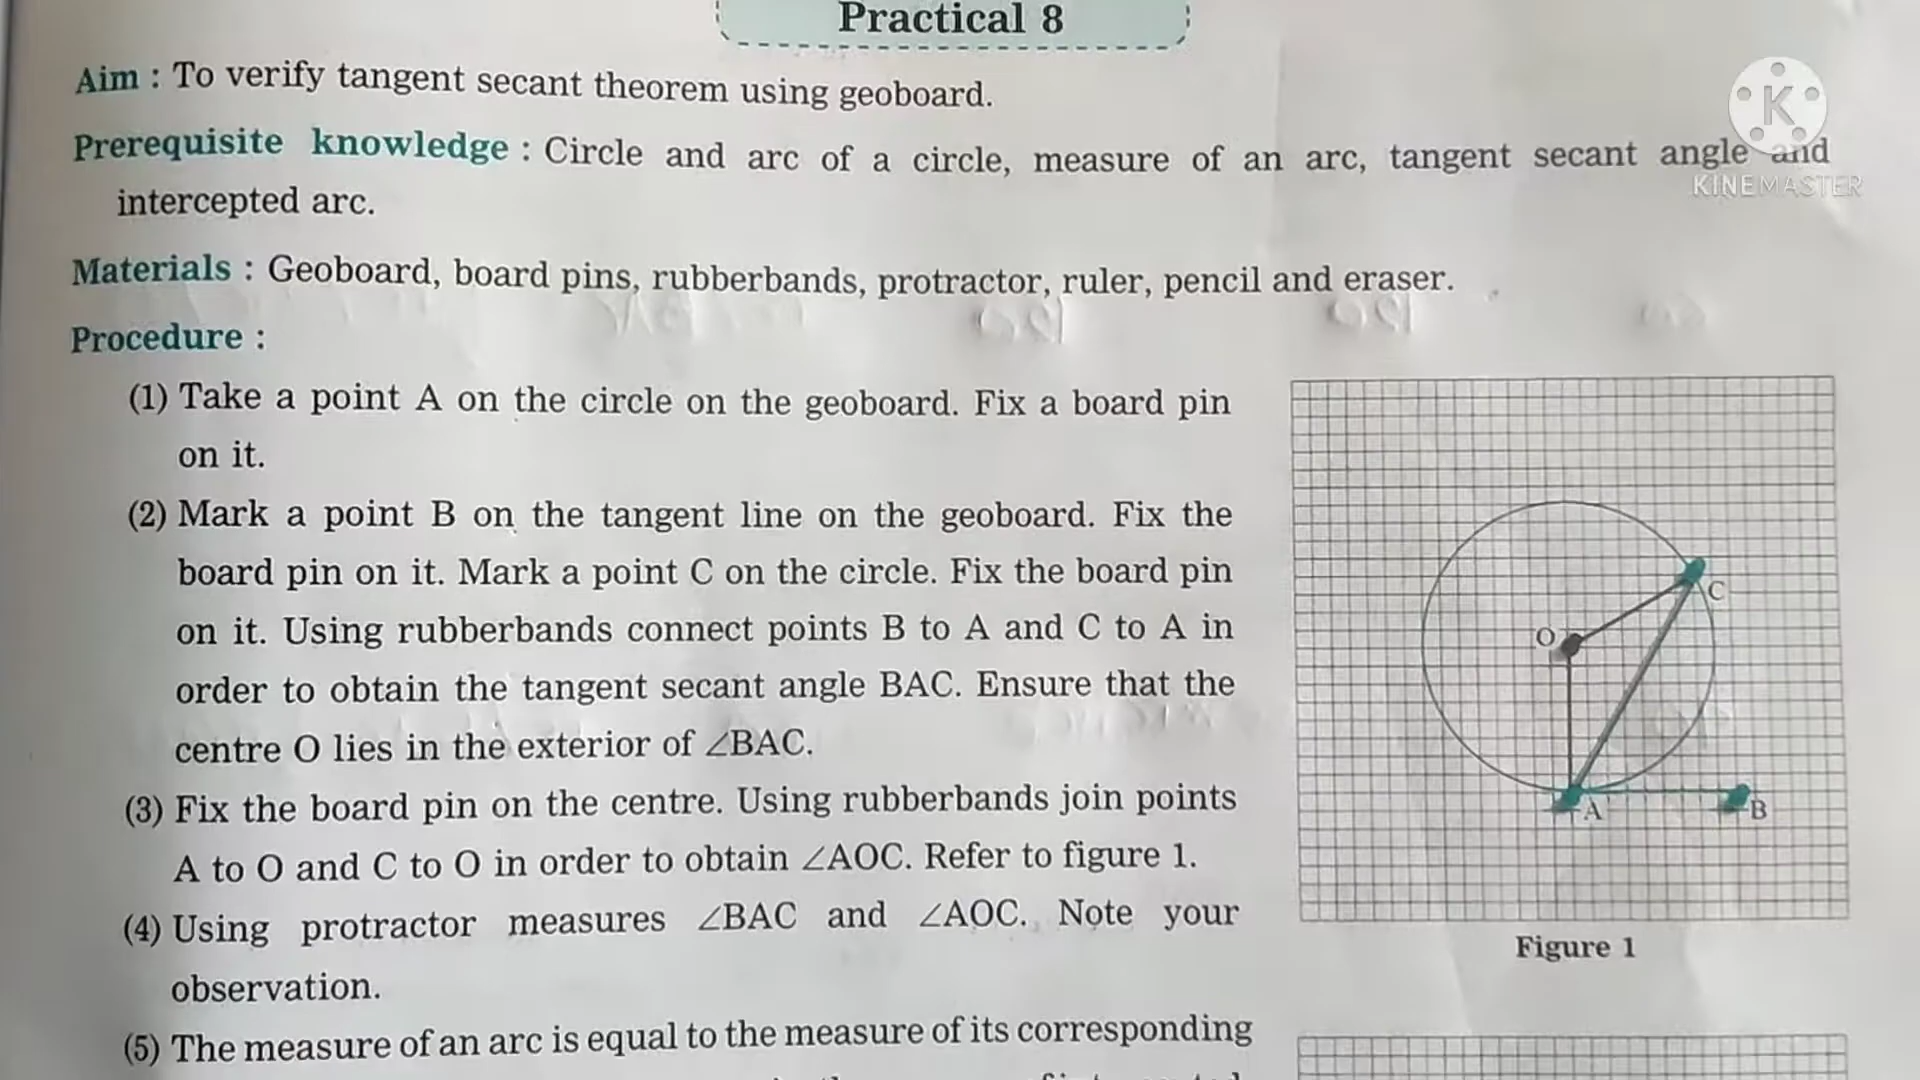 Practical 8
Aim : To verify tangent secant theorem using geoboard.
Prerequisite knowledge : Circle and arc of a circle, measure of an arc, tangent secant angle and
intercepted arc.
K
KINEMASTER
Materials : Geoboard, board pins, rubberbands, protractor, ruler, pencil and eraser.
Procedure :
(1) Take a point A on the circle on the geoboard. Fix a board pin
on it.
(2) Mark a point B on the tangent line on the geoboard. Fix the
board pin on it. Mark a point C on the circle. Fix the board pin
on it. Using rubberbands connect points B to A and C to A in
order to obtain the tangent secant angle BAC. Ensure that the
centre O lies in the exterior of ∠BAC.
(3) Fix the board pin on the centre. Using rubberbands join points
A to O and C to O in order to obtain ∠AOC. Refer to figure 1.
(4) Using protractor measures ∠BAC and ∠AOC. Note your
observation.
(5) The measure of an arc is equal to the measure of its corresponding
C
O
A
B
Figure 1